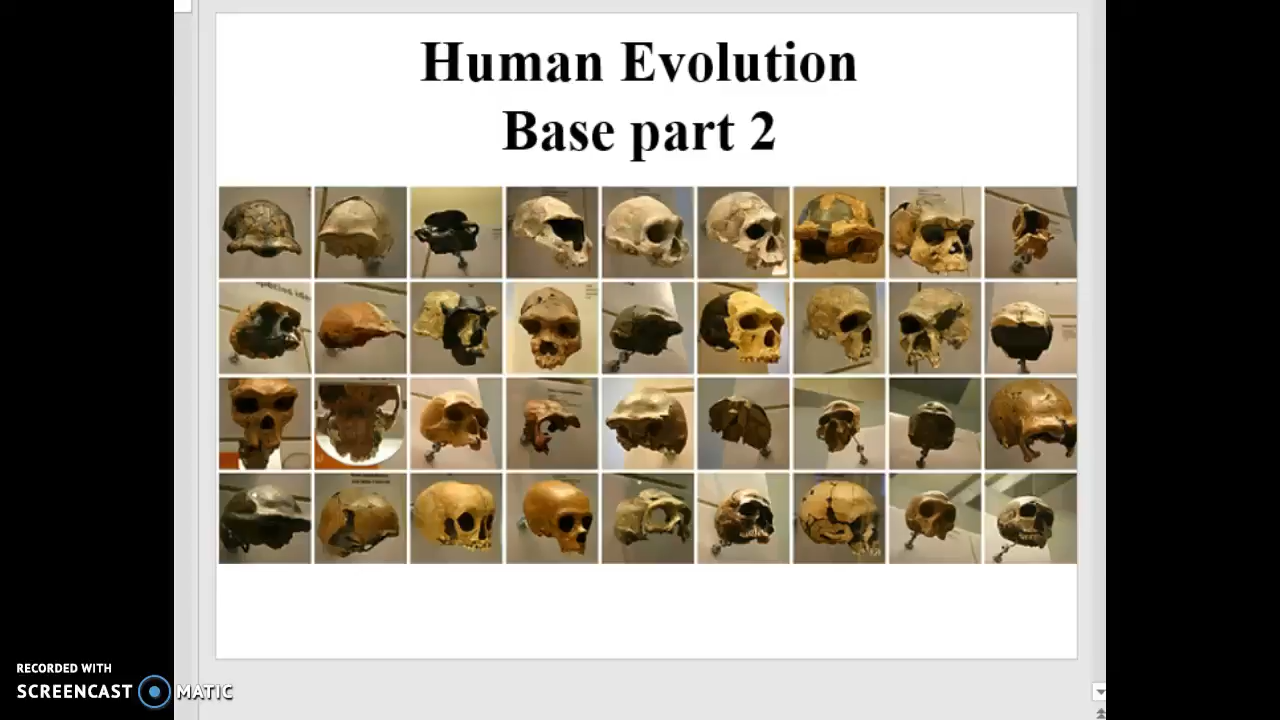 Human Evolution
Base part 2
RECORDED WITH
SCREENCAST MATIC